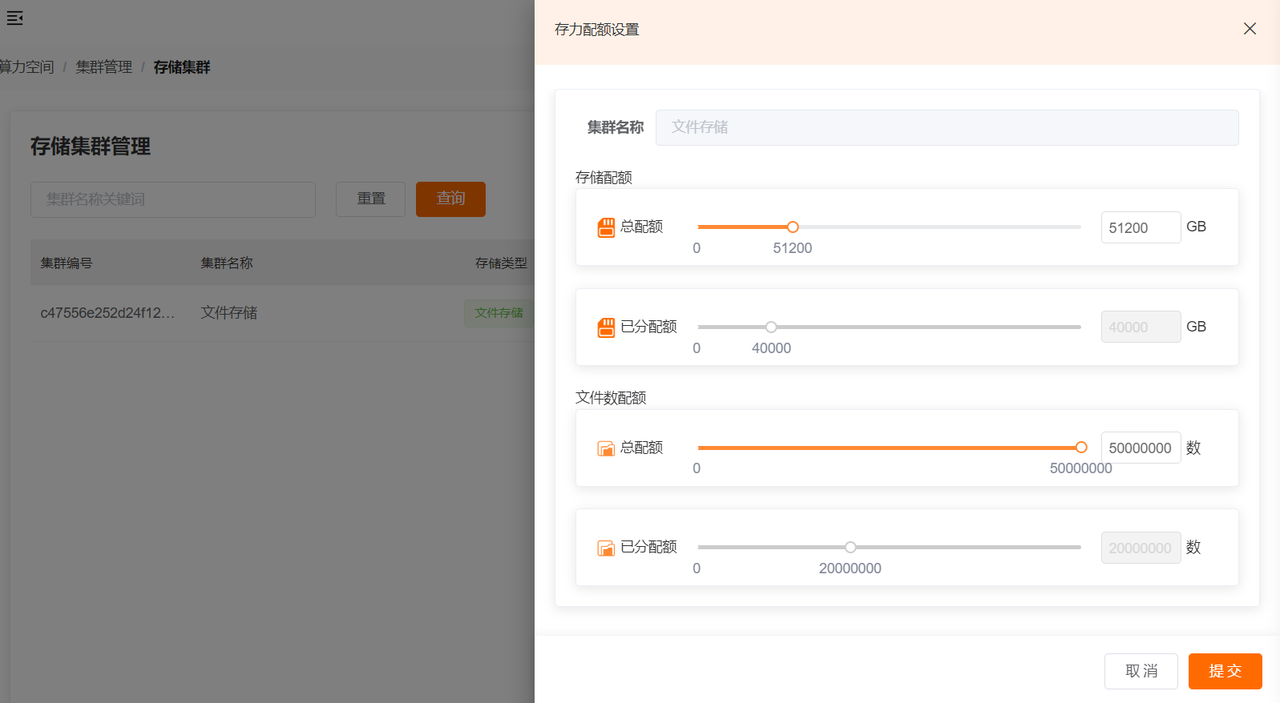 算力空间 / 集群管理 / 存储集群
存储集群管理
集群名称关键词
重置
查询
集群编号 集群名称 存储类型
c47556e252d24f12... 文件存储 文件存储
存力配额设置
集群名称 文件存储
存储配额
总配额 51200 GB
0 51200
已分配额 40000 GB
0 40000
文件数配额
总配额 50000000 数
0 50000000
已分配额 20000000 数
0 20000000
取消 提交